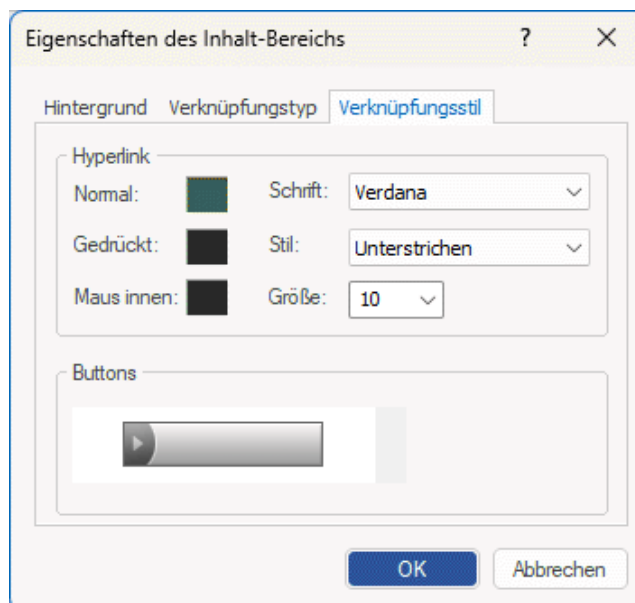 Eigenschaften des Inhalt-Bereichs ?
Hintergrund Verknüpfungstyp Verknüpfungsstil
Hyperlink
Normal: Schrift: Verdana
Gedrückt: Stil: Unterstrichen
Maus innen: Größe: 10
Buttons
OK Abbrechen